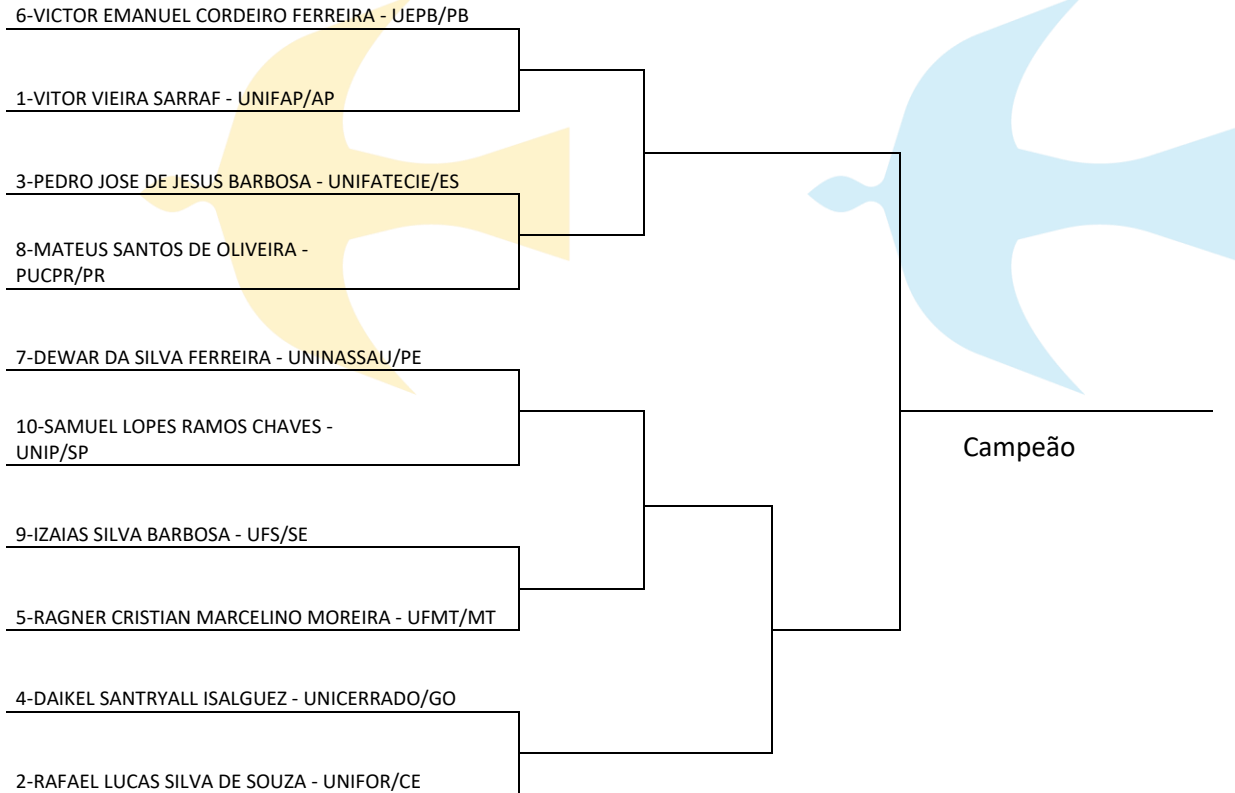 6-VICTOR EMANUEL CORDEIRO FERREIRA - UEPB/PB
1-VITOR VIEIRA SARRAF - UNIFAP/AP
3-PEDRO JOSE DE JESUS BARBOSA - UNIFATECIE/ES
8-MATEUS SANTOS DE OLIVEIRA -
PUCPR/PR
7-DEWAR DA SILVA FERREIRA - UNINASSAU/PE
10-SAMUEL LOPES RAMOS CHAVES -
UNIP/SP
Campeão
9-IZAIAS SILVA BARBOSA - UFS/SE
5-RAGNER CRISTIAN MARCELINO MOREIRA - UFMT/MT
4-DAIKEL SANTRYALL ISALGUEZ - UNICERRADO/GO
2-RAFAEL LUCAS SILVA DE SOUZA - UNIFOR/CE